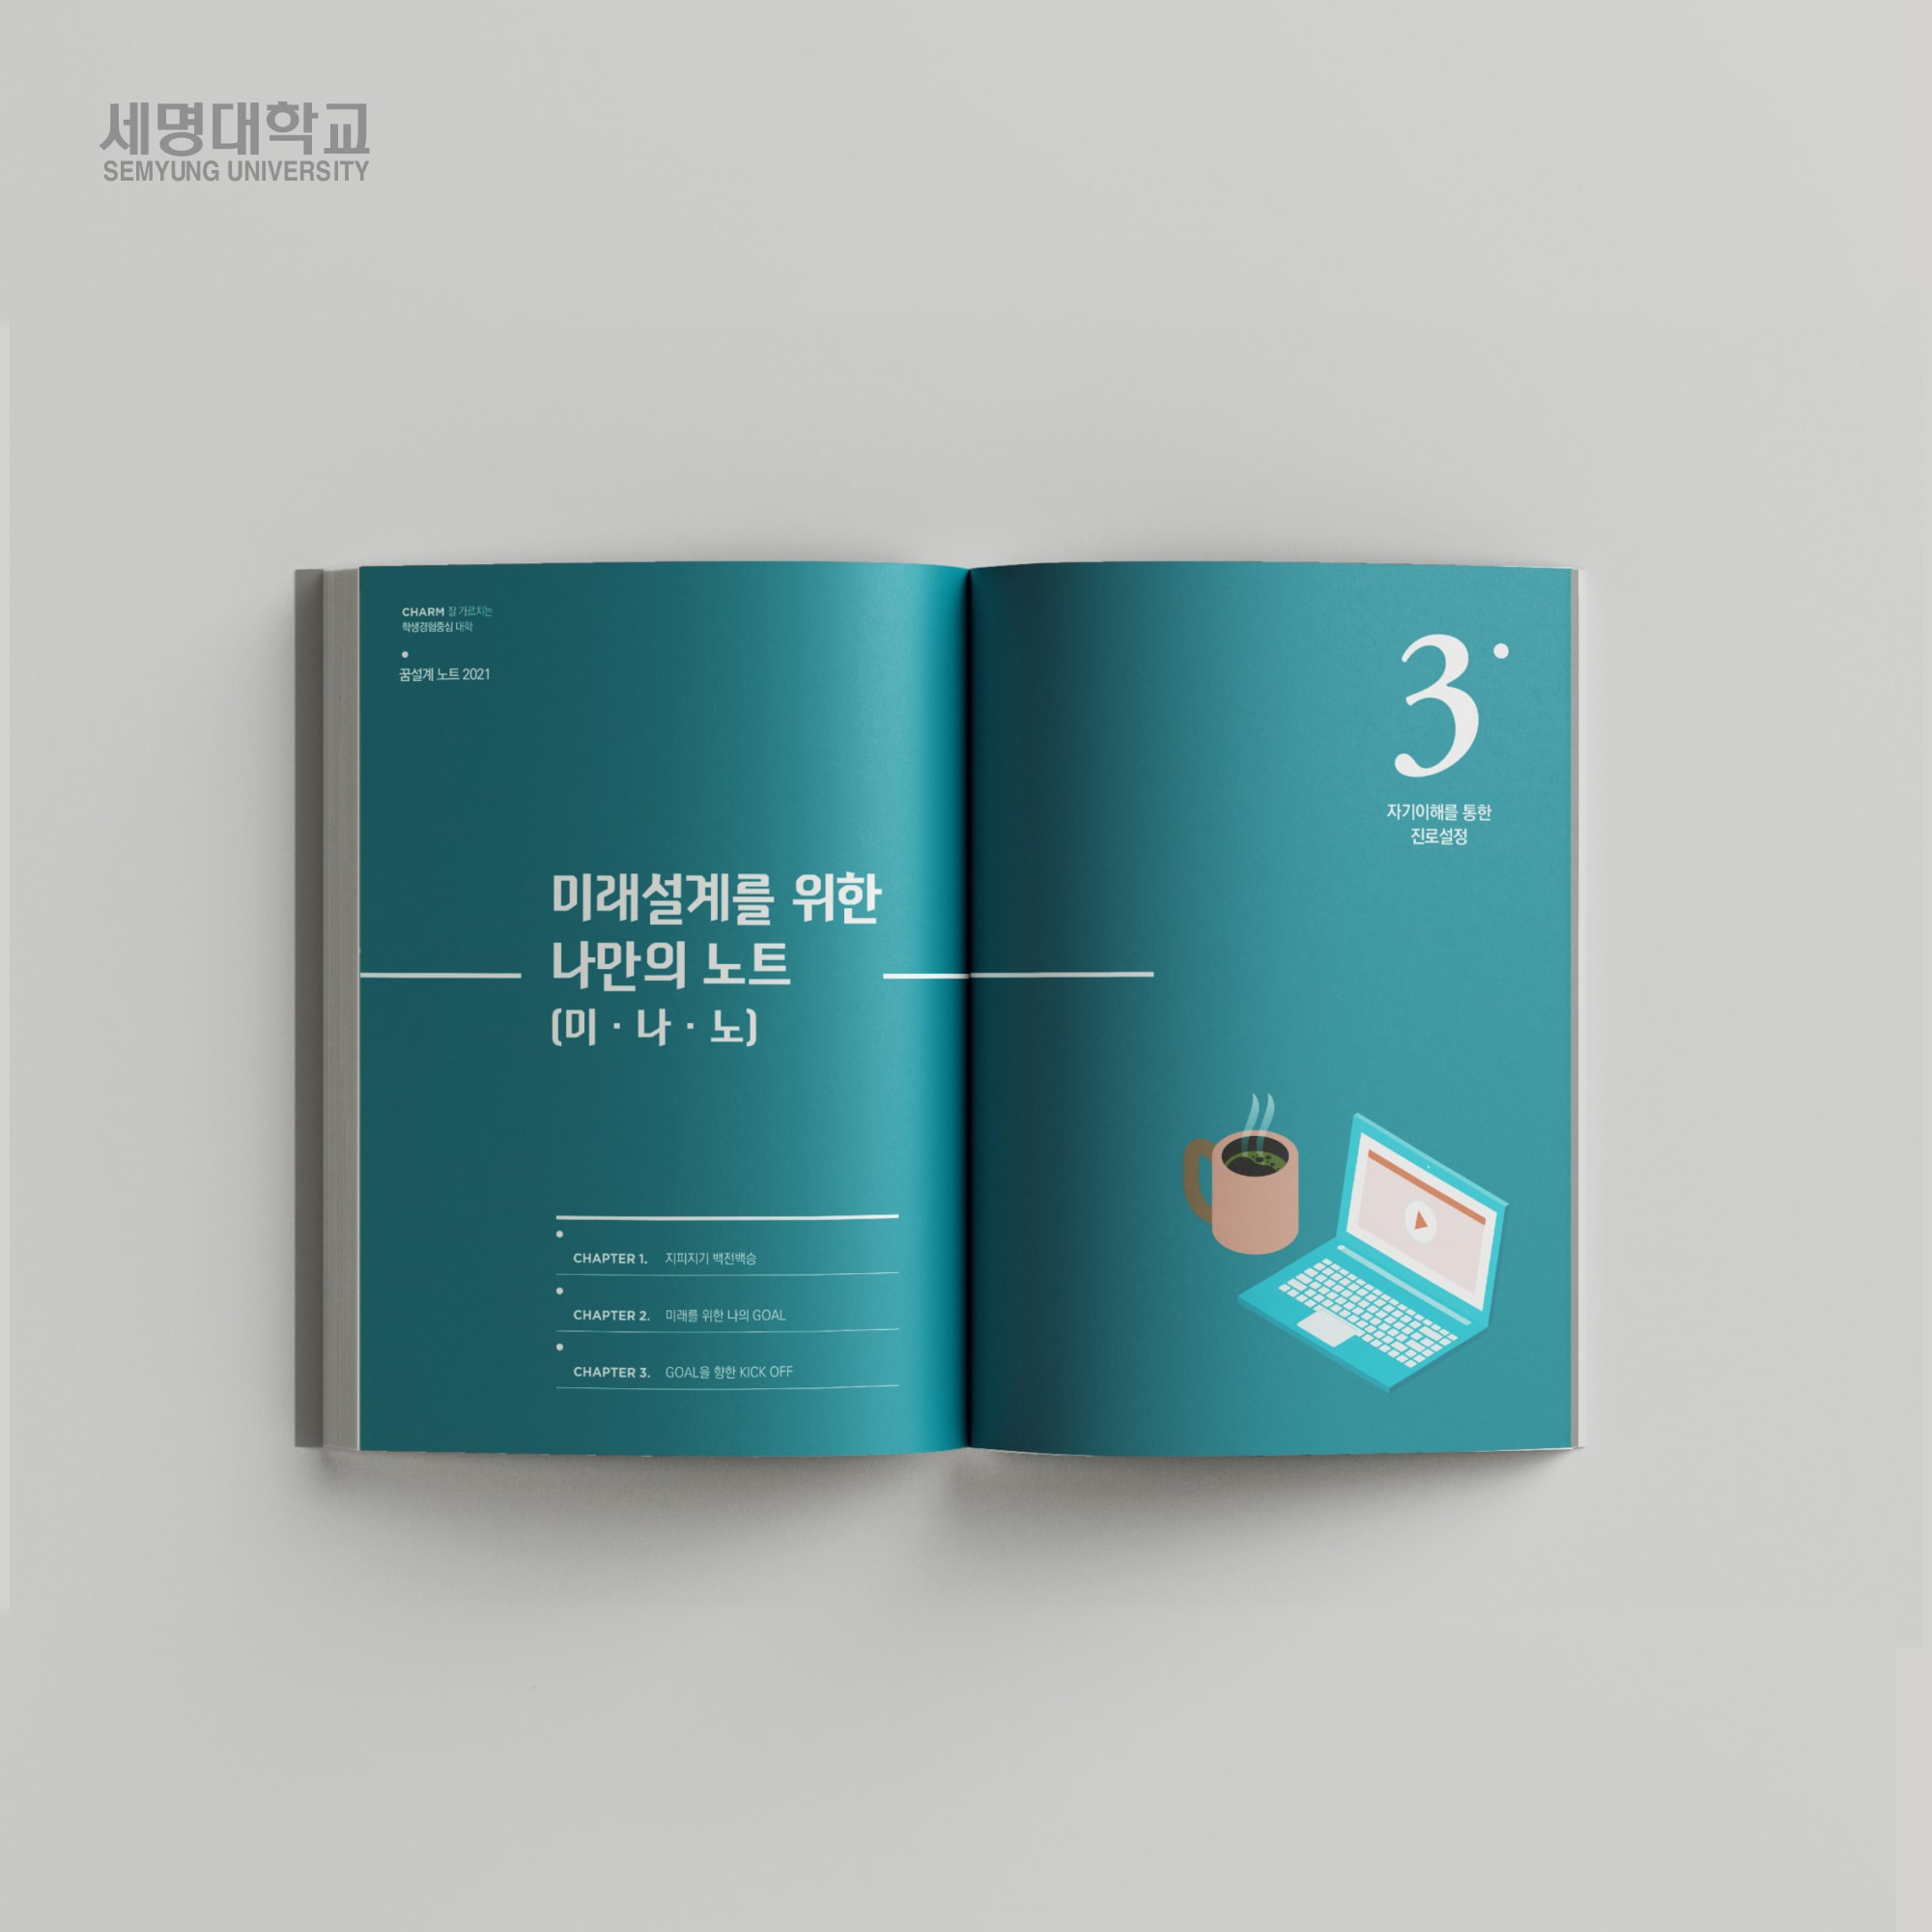 세명대학교
SEMYUNG UNIVERSITY
CHARM 잘 가르치는
학생경험중심 대학
꿈설계 노트 2021
미래설계를 위한
나만의 노트
(미 · 나 · 노)
CHAPTER 1. 지피지기 백전백승
CHAPTER 2. 미래를 위한 나의 GOAL
CHAPTER 3. GOAL을 향한 KICK OFF
3
자기이해를 통한
진로설정